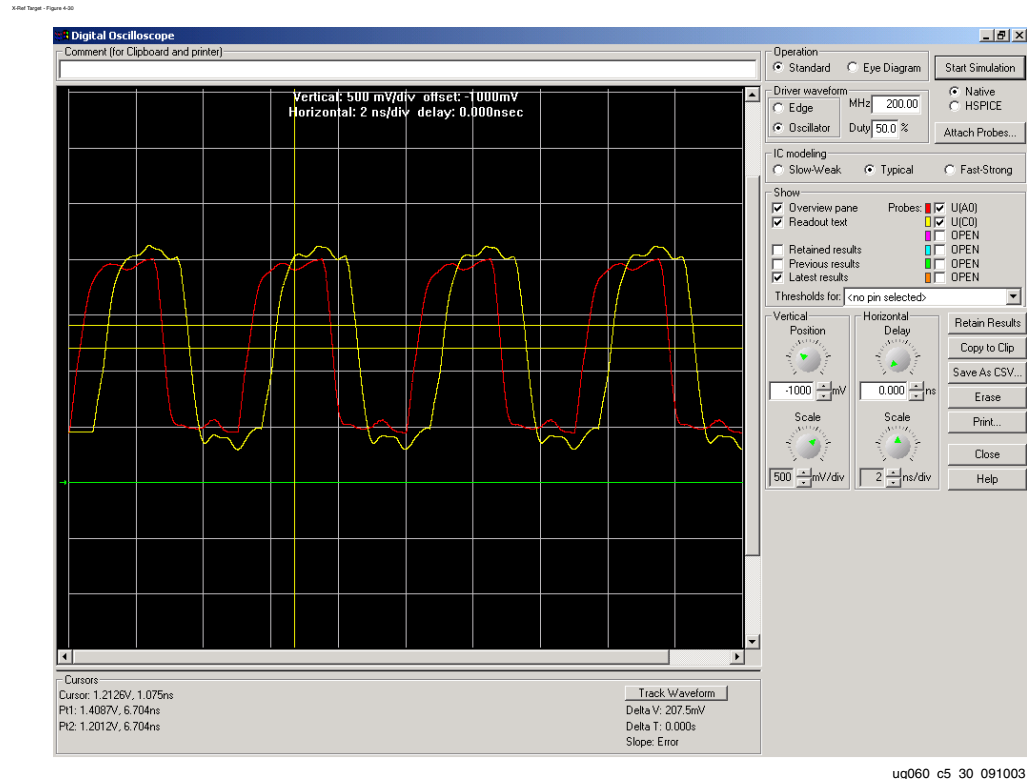 X-Ref Target - Figure 4-30
Digital Oscilloscope
Comment (for Clipboard and printer)
Vertical: 500 mV/div offset: -1000mV
Horizontal: 2 ns/div delay: 0.000nsec
Operation
Standard Eye Diagram
Start Simulation
Driver waveform
Edge
Oscillator
MHz 200.00
Duty 50.0 %
Native
HSPICE
Attach Probes...
IC modeling
Slow-Weak Typical Fast-Strong
Show
Overview pane Probes: U(A0)
Readout text U(C0)
OPEN
Retained results OPEN
Previous results OPEN
Latest results OPEN
Thresholds for: <no pin selected>
Vertical
Position
-1000 mV
Scale
500 mV/div
Horizontal
Delay
0.000 ns
Scale
2 ns/div
Retain Results
Copy to Clip
Save As CSV...
Erase
Print...
Close
Help
Cursors
Cursor: 1.2126V, 1.075ns
Pt1: 1.4087V, 6.704ns
Pt2: 1.2012V, 6.704ns
Track Waveform
Delta V: 207.5mV
Delta T: 0.000s
Slope: Error
ug060_c5_30_091003